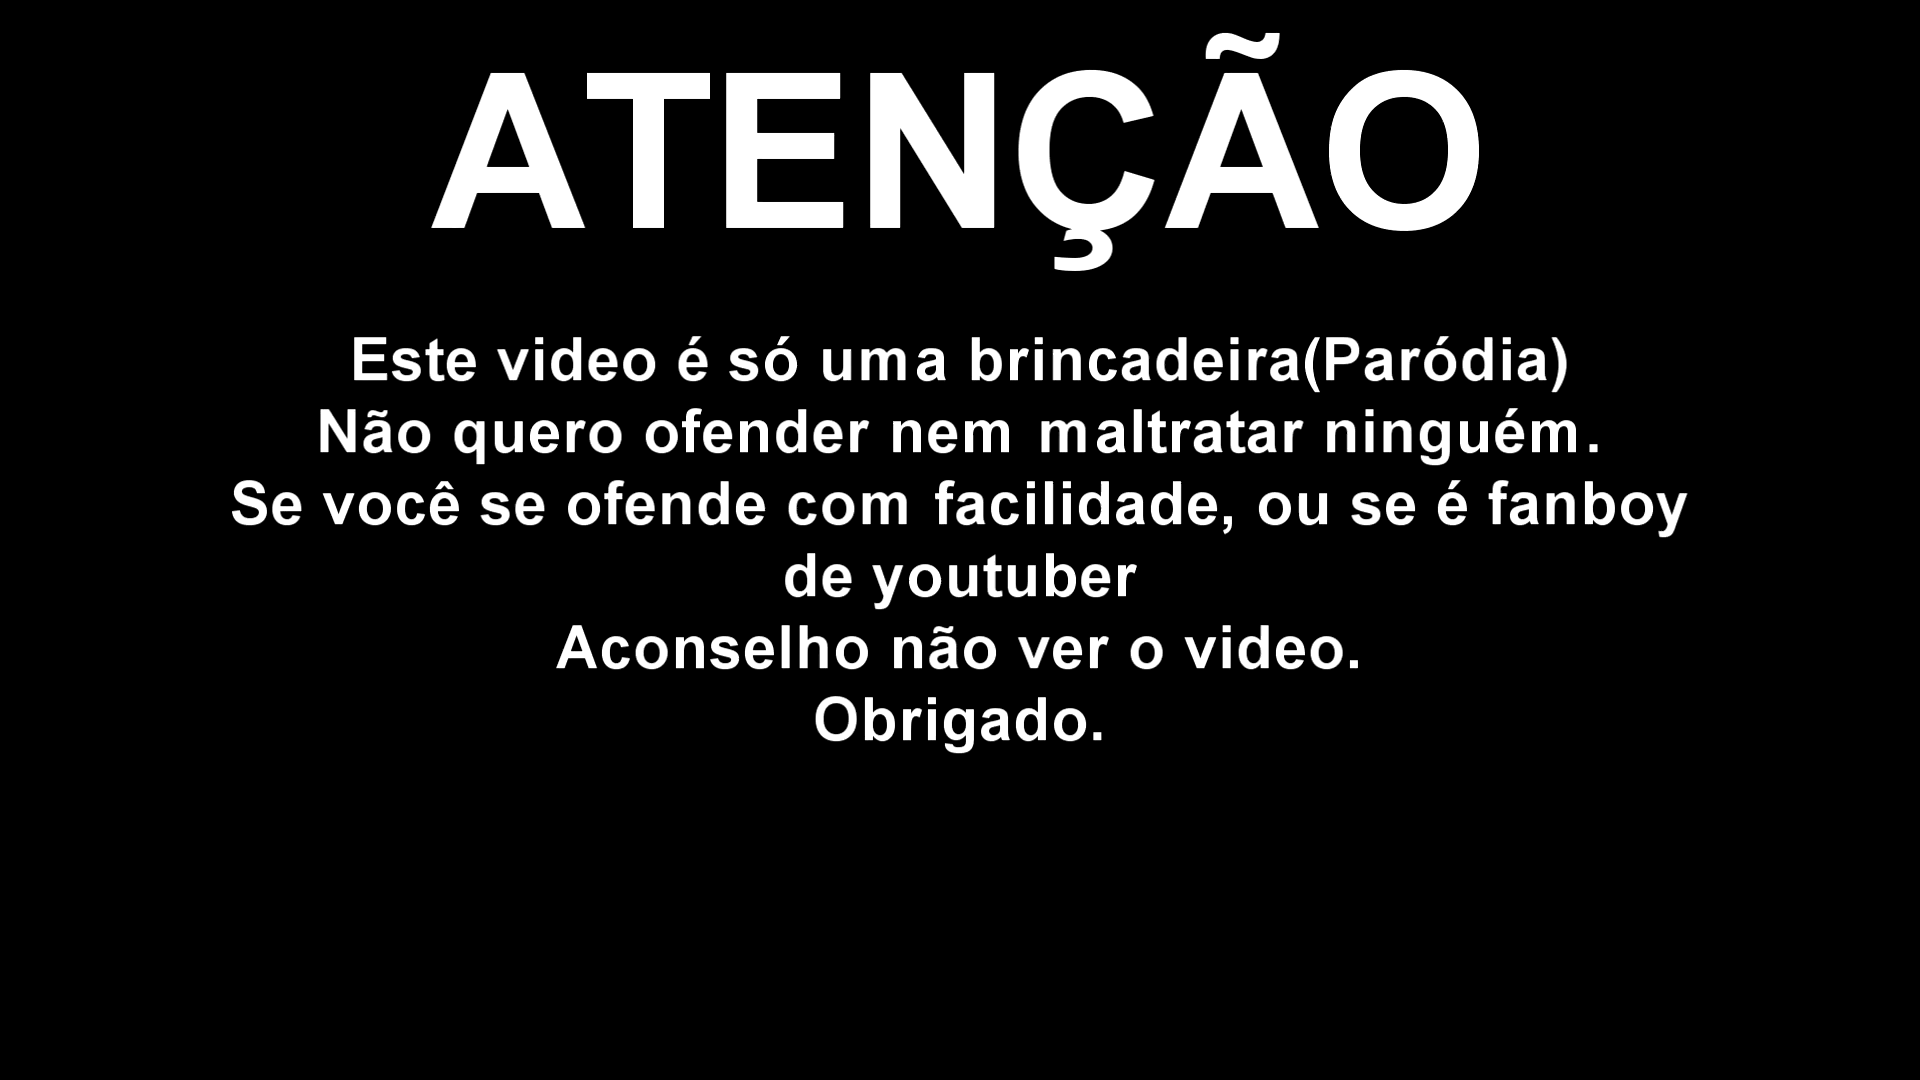 ATENÇÃO
Este video é só uma brincadeira(Paródia)
Não quero ofender nem maltratar ninguém.
Se você se ofende com facilidade, ou se é fanboy
de youtuber
Aconselho não ver o video.
Obrigado.